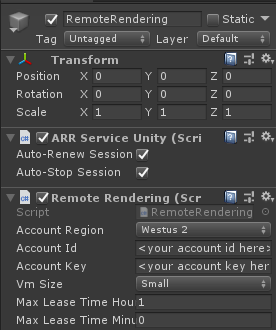 RemoteRendering Static
Tag Untagged Layer Default
Transform
Position X 0 Y 0 Z 0
Rotation X 0 Y 0 Z 0
Scale X 1 Y 1 Z 1
ARR Service Unity (Scri
Auto-Renew Session
Auto-Stop Session
Remote Rendering (Scr
Script RemoteRendering
Account Region Westus 2
Account Id <your account id here>
Account Key <your account key her
Vm Size Small
Max Lease Time Hou 1
Max Lease Time Minu 0